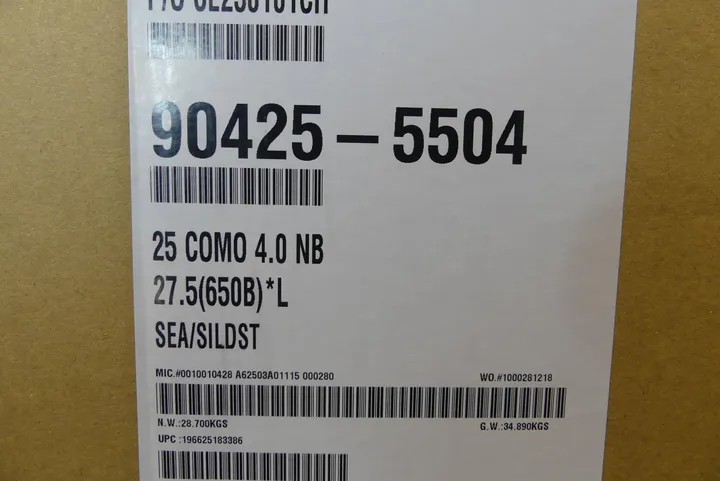 90425-5504
25 COMO 4.0 NB
27.5(650B)*L
SEA/SILDST
MIC.#0010010428 A62503A01115 000280 WO.#1000281218
N.W.:28.700KGS G.W.:34.890KGS
UPC :196625183386